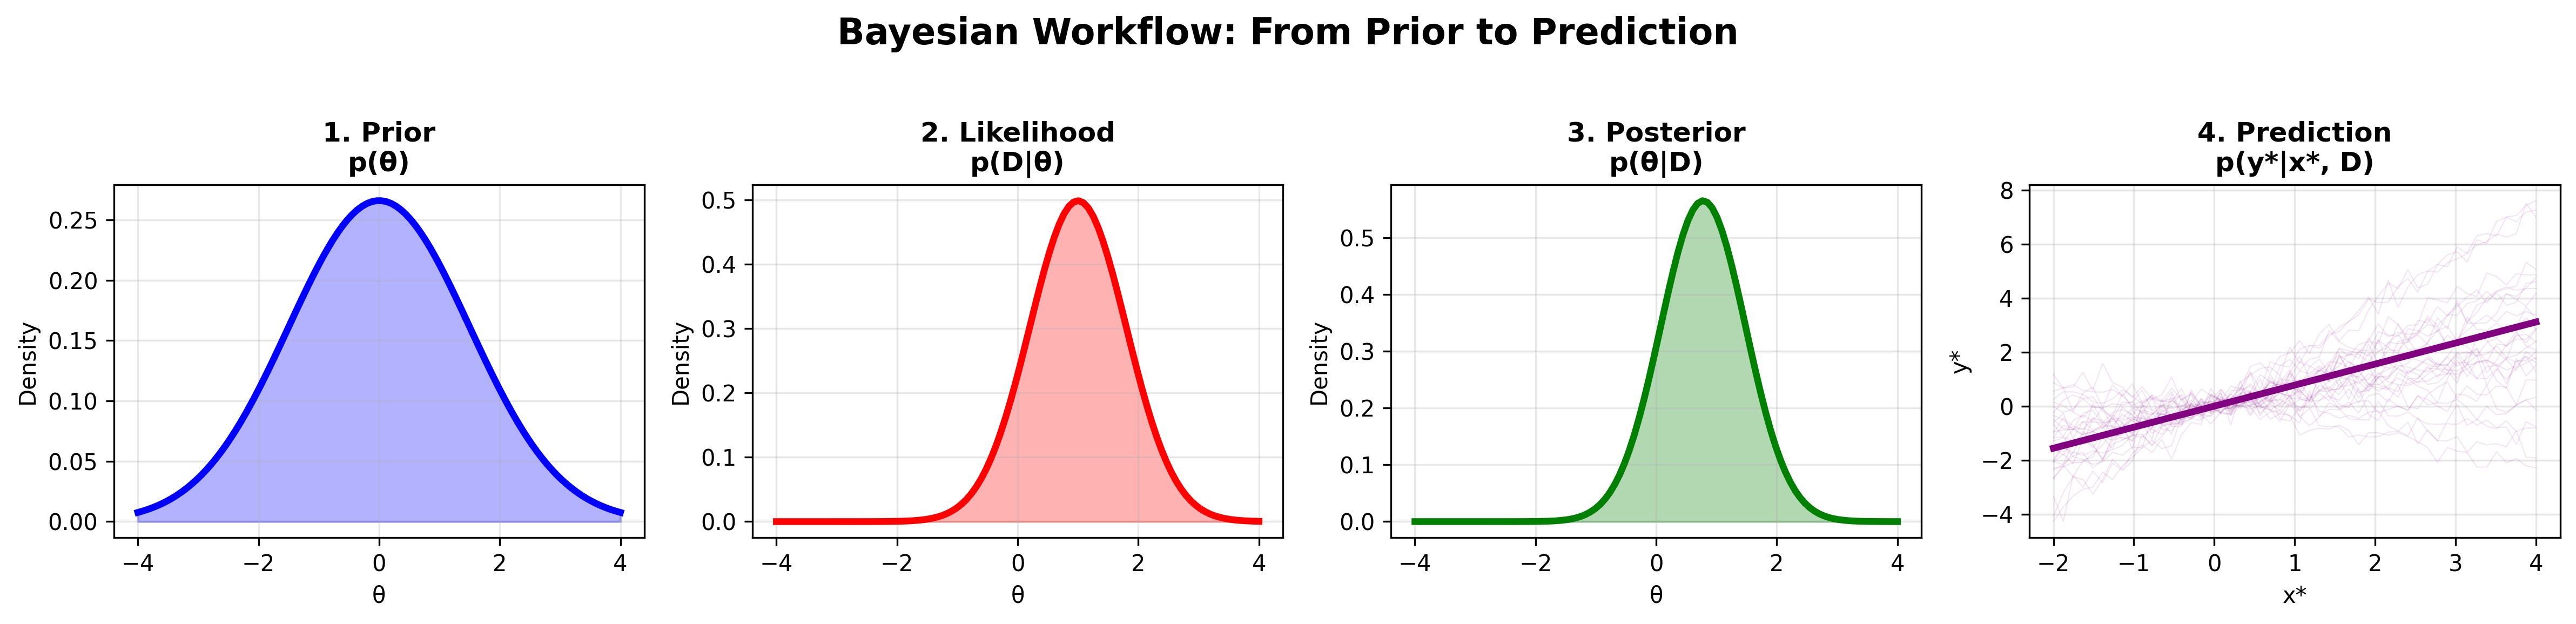 Bayesian Workflow: From Prior to Prediction
1. Prior
p(θ)
0.25
0.20
0.15
0.10
0.05
0.00
Density
−4 −2 0 2 4
θ
2. Likelihood
p(D|θ)
0.5
0.4
0.3
0.2
0.1
0.0
Density
−4 −2 0 2 4
θ
3. Posterior
p(θ|D)
0.5
0.4
0.3
0.2
0.1
0.0
Density
−4 −2 0 2 4
θ
4. Prediction
p(y*|x*, D)
8
6
4
2
0
−2
−4
y*
−2 −1 0 1 2 3 4
x*